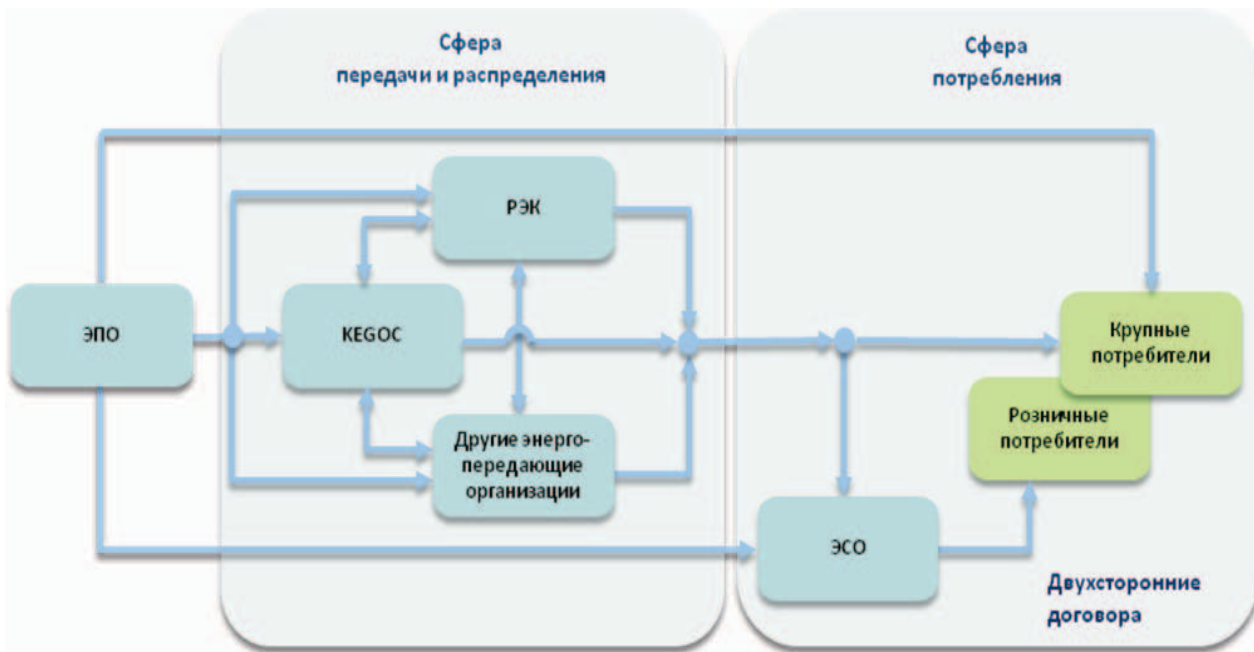 Сфера
передачи и распределения
Сфера
потребления
РЭК
ЭПО
KEGOC
Крупные
потребители
Розничные
потребители
Другие энерго-
передающие
организации
ЭСО
Двухсторонние
договора